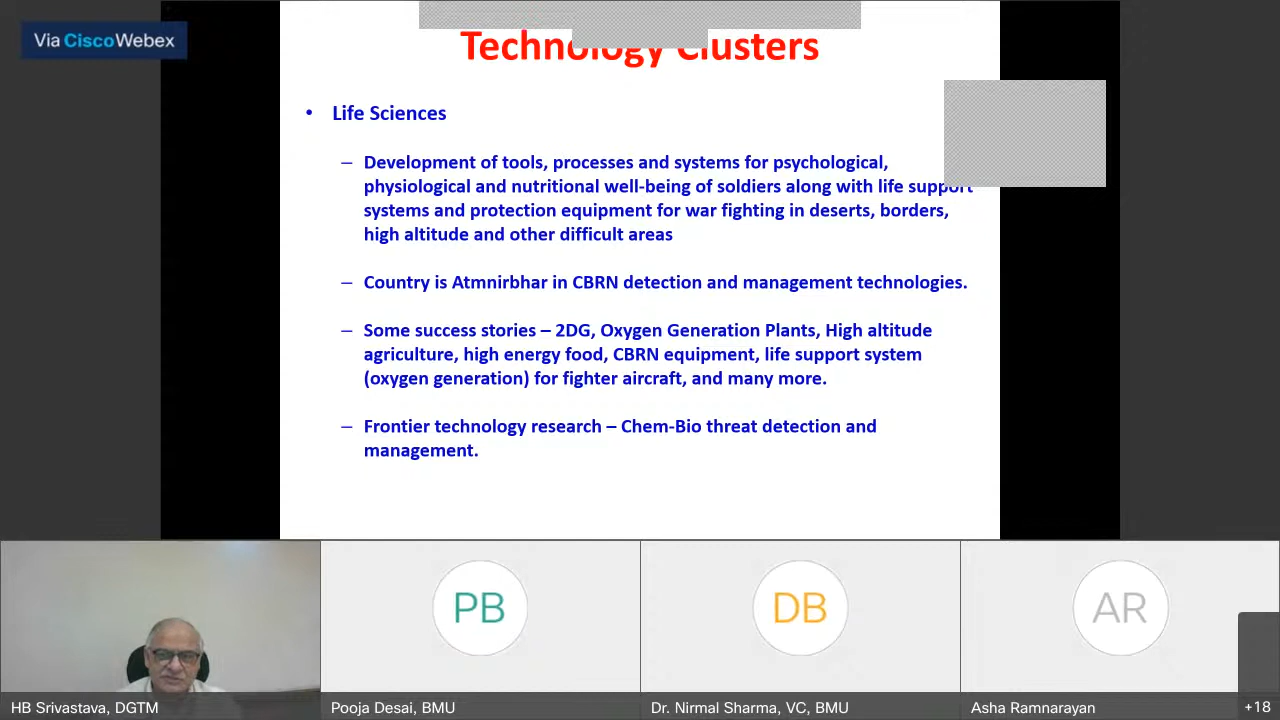 Via CiscoWebex
Technology Clusters
• Life Sciences
– Development of tools, processes and systems for psychological,
physiological and nutritional well-being of soldiers along with life support
systems and protection equipment for war fighting in deserts, borders,
high altitude and other difficult areas
– Country is Atmnirbhar in CBRN detection and management technologies.
– Some success stories – 2DG, Oxygen Generation Plants, High altitude
agriculture, high energy food, CBRN equipment, life support system
(oxygen generation) for fighter aircraft, and many more.
– Frontier technology research – Chem-Bio threat detection and
management.
PB
DB
AR
HB Srivastava, DGTM
Pooja Desai, BMU
Dr. Nirmal Sharma, VC, BMU
Asha Ramnarayan
+18